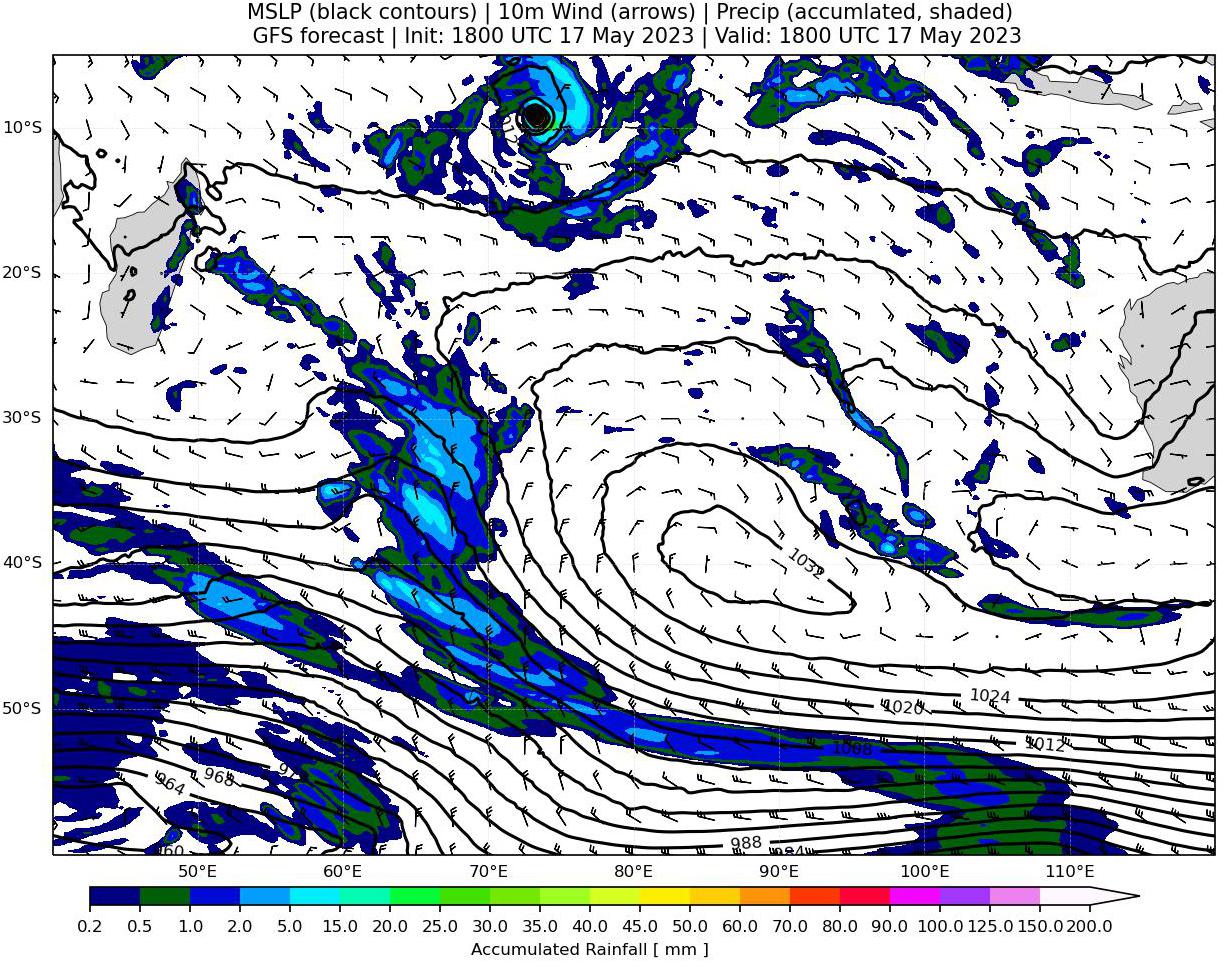 MSLP (black contours) | 10m Wind (arrows) | Precip (accumlated, shaded)
GFS forecast | Init: 1800 UTC 17 May 2023 | Valid: 1800 UTC 17 May 2023
10°S
20°S
30°S
1032
40°S
1024
1020
50°S
1008
1012
964
968
988
50°E
60°E
70°E
80°E
90°E
100°E
110°E
0.2 0.5 1.0 2.0 5.0 10.0 15.0 20.0 25.0 30.0 35.0 40.0 45.0 50.0 60.0 70.0 80.0 90.0 100.0 125.0 150.0 200.0
Accumulated Rainfall [ mm ]